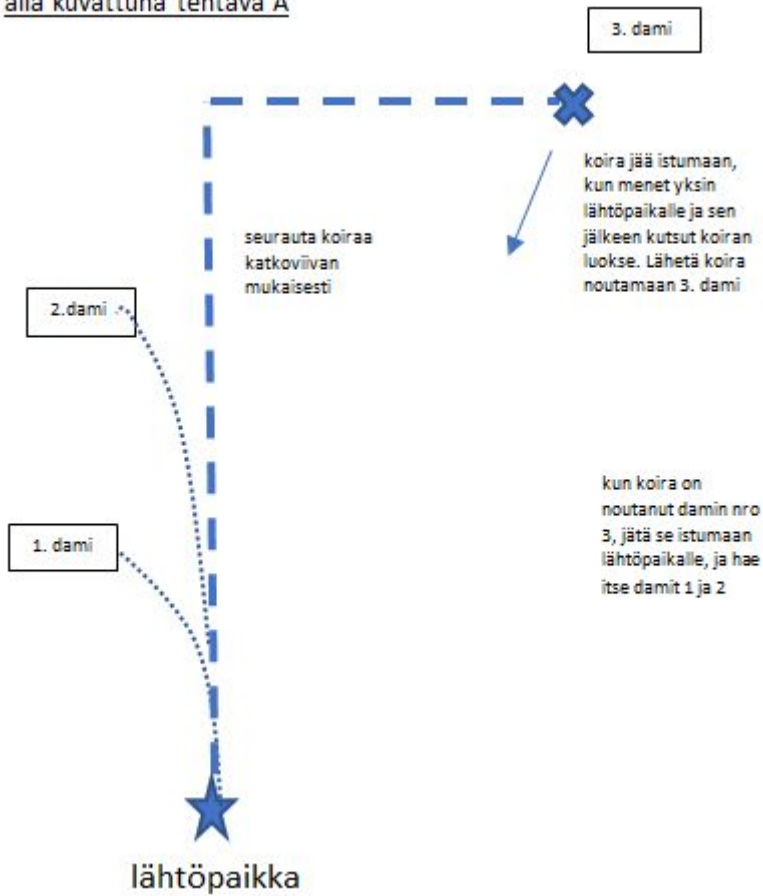 alla kuvattuna tehtävä A
3. dami
koira jää istumaan,
kun menet yksin
lähtöpaikalle ja sen
jälkeen kutsut koiran
luokse. Lähetä koira
noutamaan 3. dami
seurauta koiraa
katkoviivan
mukaisesti
2.dami
kun koira on
noutanut damin nro
3, jätä se istumaan
lähtöpaikalle, ja hae
itse damit 1 ja 2
1. dami
lähtöpaikka